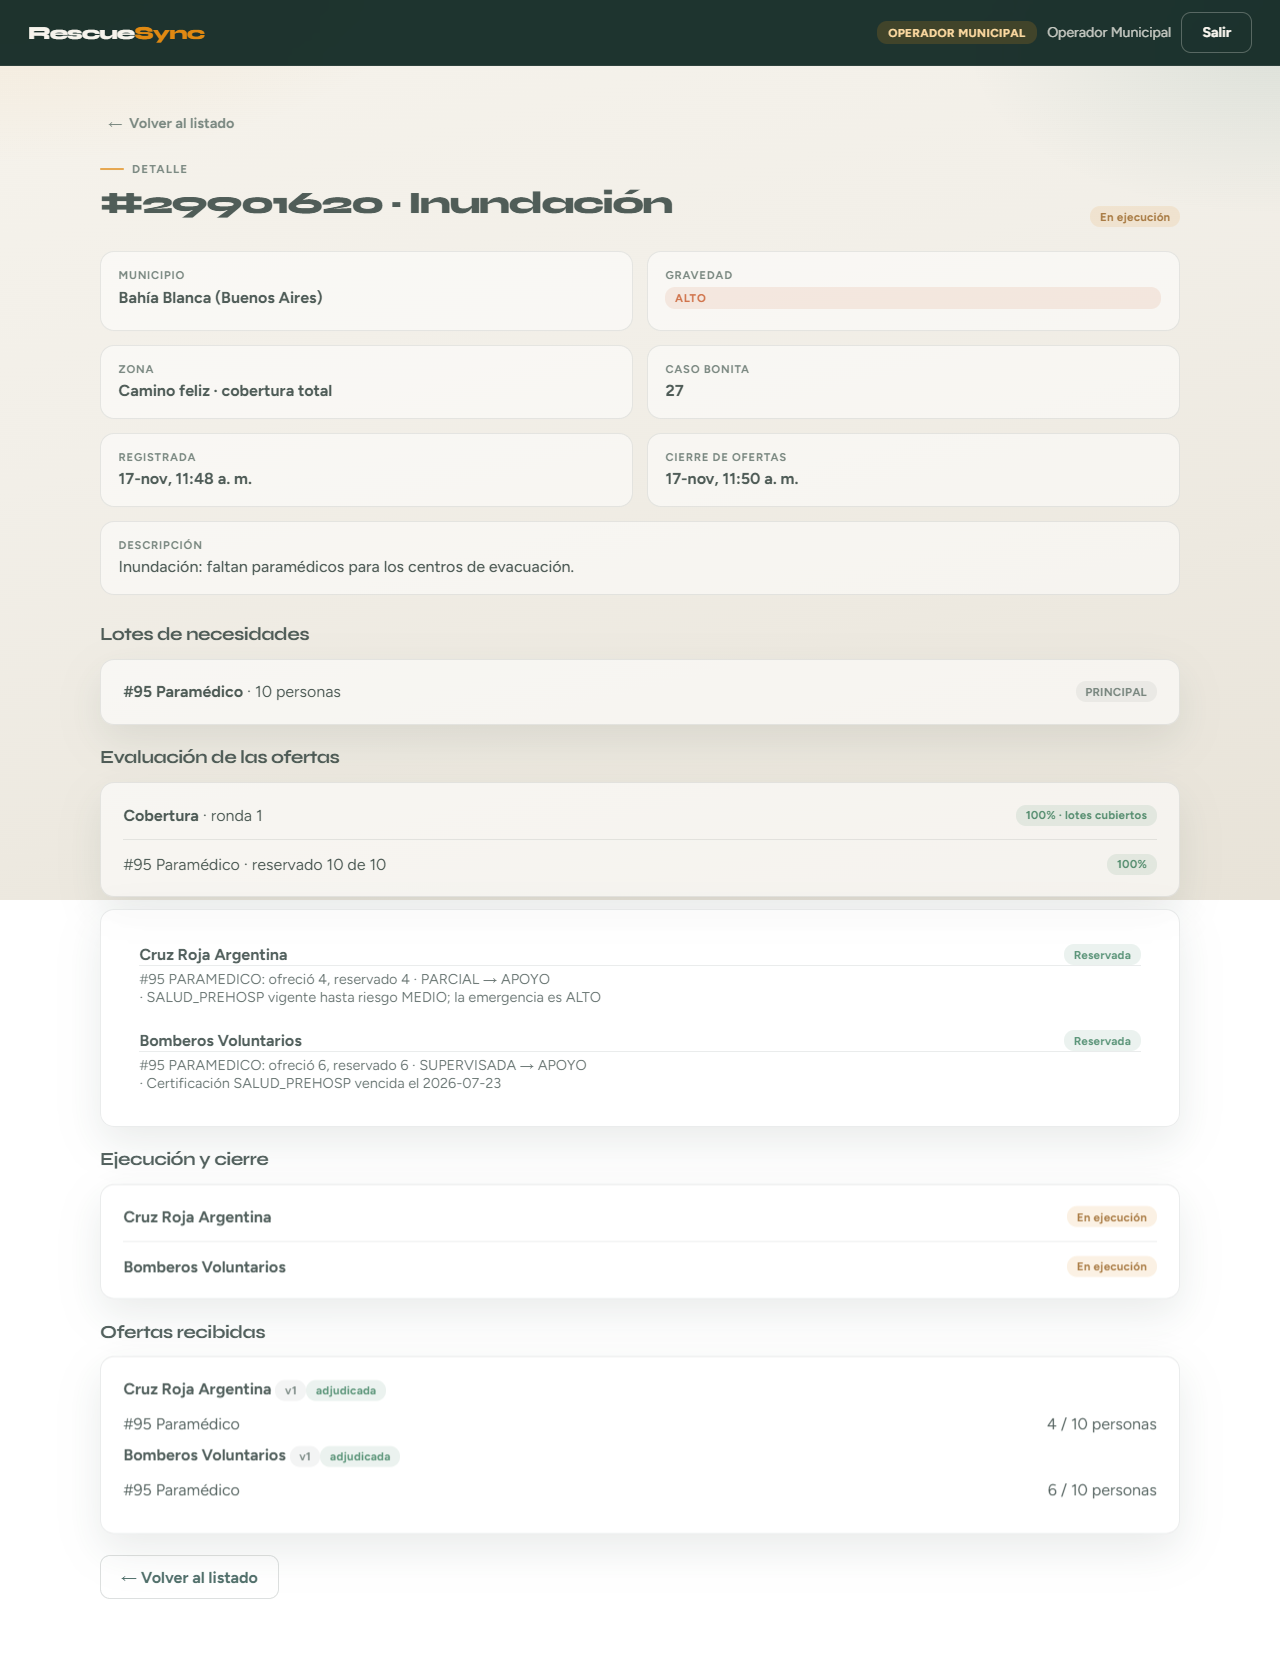 RescueSync
OPERADOR MUNICIPAL Operador Municipal Salir
← Volver al listado
DETALLE
#29901620 · Inundación
En ejecución
MUNICIPIO
Bahía Blanca (Buenos Aires)
GRAVEDAD
ALTO
ZONA
Camino feliz · cobertura total
CASO BONITA
27
REGISTRADA
17-nov, 11:48 a. m.
CIERRE DE OFERTAS
17-nov, 11:50 a. m.
DESCRIPCIÓN
Inundación: faltan paramédicos para los centros de evacuación.
Lotes de necesidades
#95 Paramédico · 10 personas PRINCIPAL
Evaluación de las ofertas
Cobertura · ronda 1 100% · lotes cubiertos
#95 Paramédico · reservado 10 de 10 100%
Cruz Roja Argentina Reservada
#95 PARAMEDICO: ofreció 4, reservado 4 · PARCIAL → APOYO
· SALUD_PREHOSP vigente hasta riesgo MEDIO; la emergencia es ALTO
Bomberos Voluntarios Reservada
#95 PARAMEDICO: ofreció 6, reservado 6 · SUPERVISADA → APOYO
· Certificación SALUD_PREHOSP vencida el 2026-07-23
Ejecución y cierre
Cruz Roja Argentina En ejecución
Bomberos Voluntarios En ejecución
Ofertas recibidas
Cruz Roja Argentina v1 adjudicada
#95 Paramédico 4 / 10 personas
Bomberos Voluntarios v1 adjudicada
#95 Paramédico 6 / 10 personas
← Volver al listado